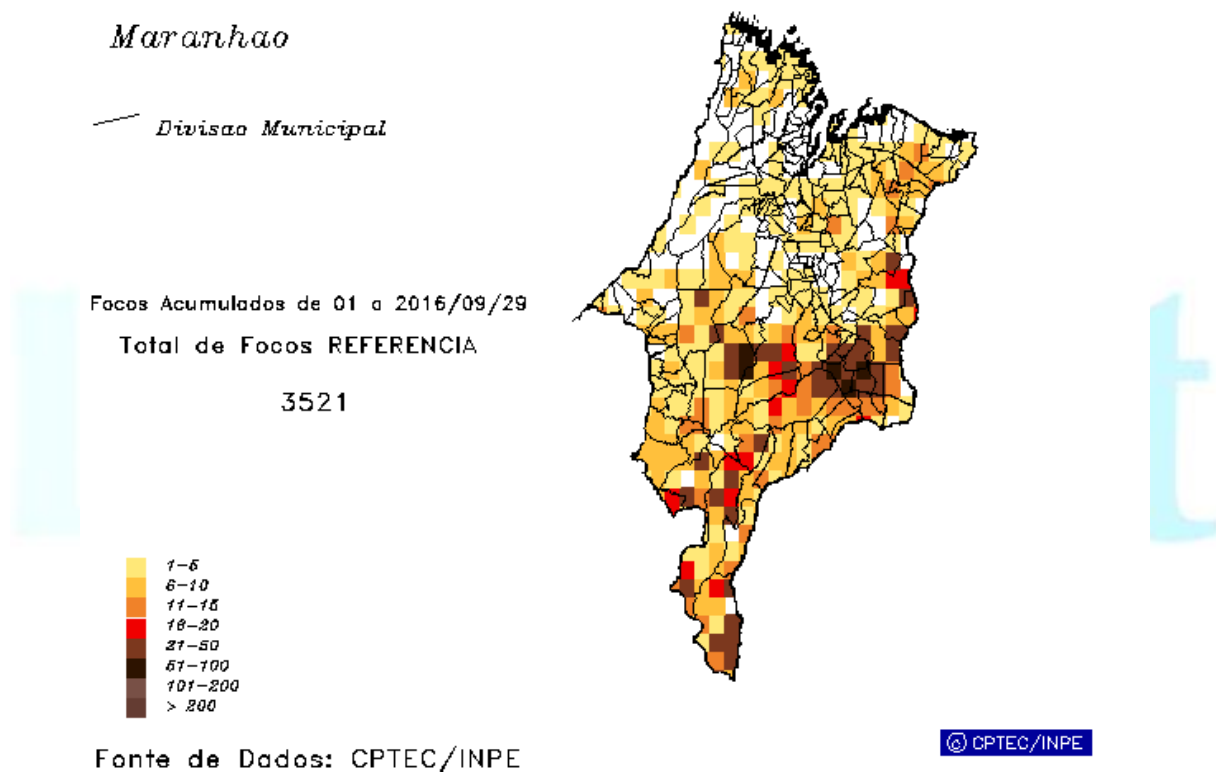 Maranhao
Divisao Municipal
Focos Acumulados de 01 a 2016/09/29
Total de Focos REFERENCIA
3521
1-5
6-10
11-15
16-20
21-50
51-100
101-200
> 200
Fonte de Dados: CPTEC/INPE
© CPTEC/INPE
t